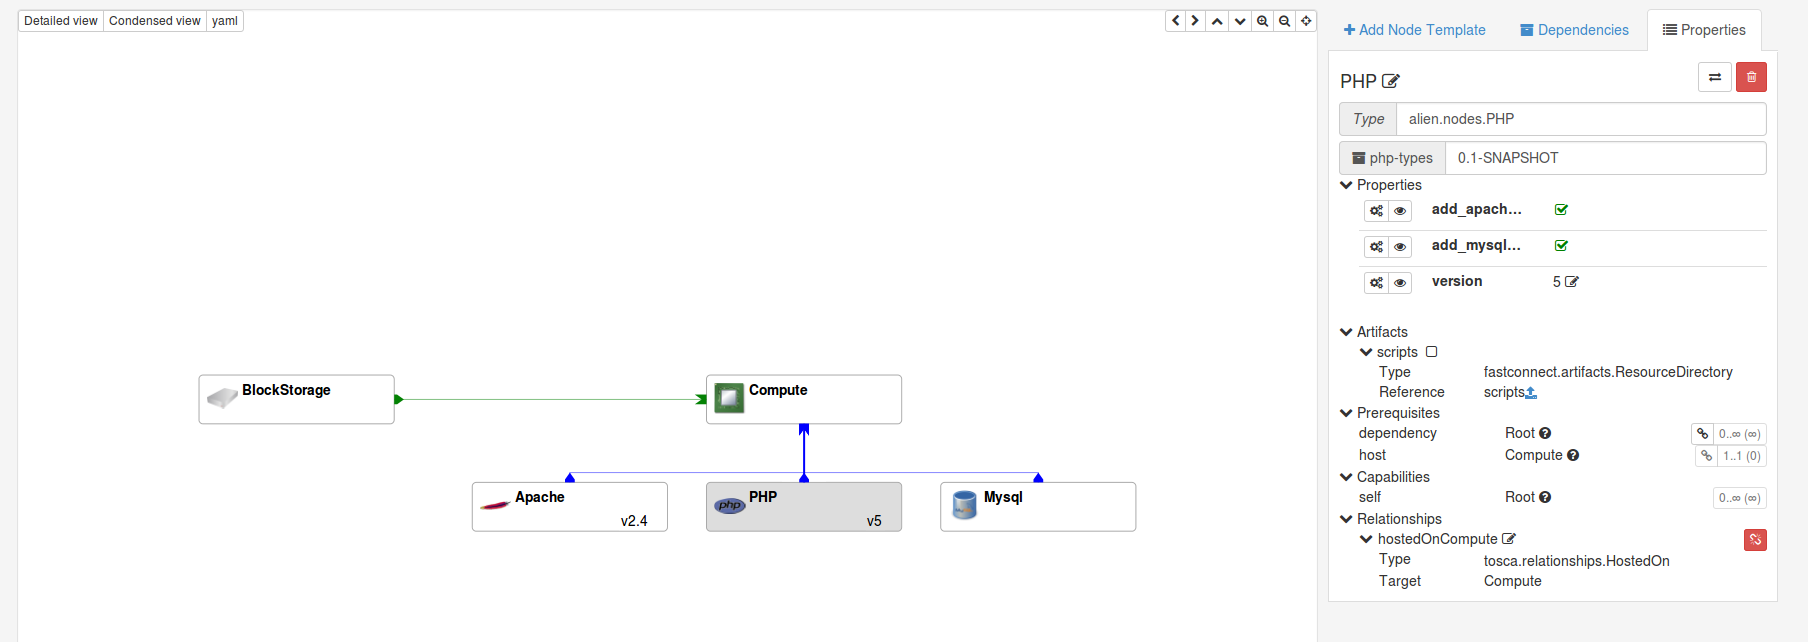 Detailed view Condensed view yaml
Add Node Template Dependencies Properties
PHP
Type alien.nodes.PHP
php-types 0.1-SNAPSHOT
Properties
add_apach...
add_mysql...
version 5
Artifacts
scripts
Type fastconnect.artifacts.ResourceDirectory
Reference scripts
Prerequisites
dependency Root 0..∞ (∞)
host Compute 1..1 (0)
Capabilities
self Root 0..∞ (∞)
Relationships
hostedOnCompute
Type tosca.relationships.HostedOn
Target Compute
BlockStorage
Compute
Apache
v2.4
php
PHP
v5
Mysql